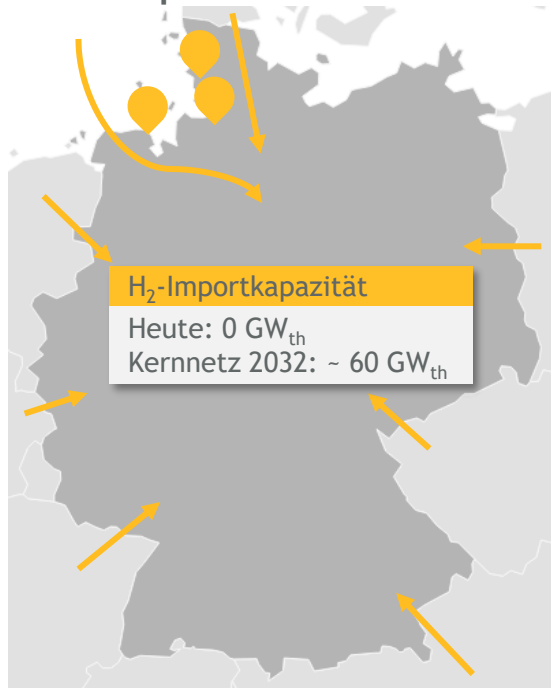 H₂-Importkapazität
Heute: 0 GWₜₕ
Kernnetz 2032: ~ 60 GWₜₕ